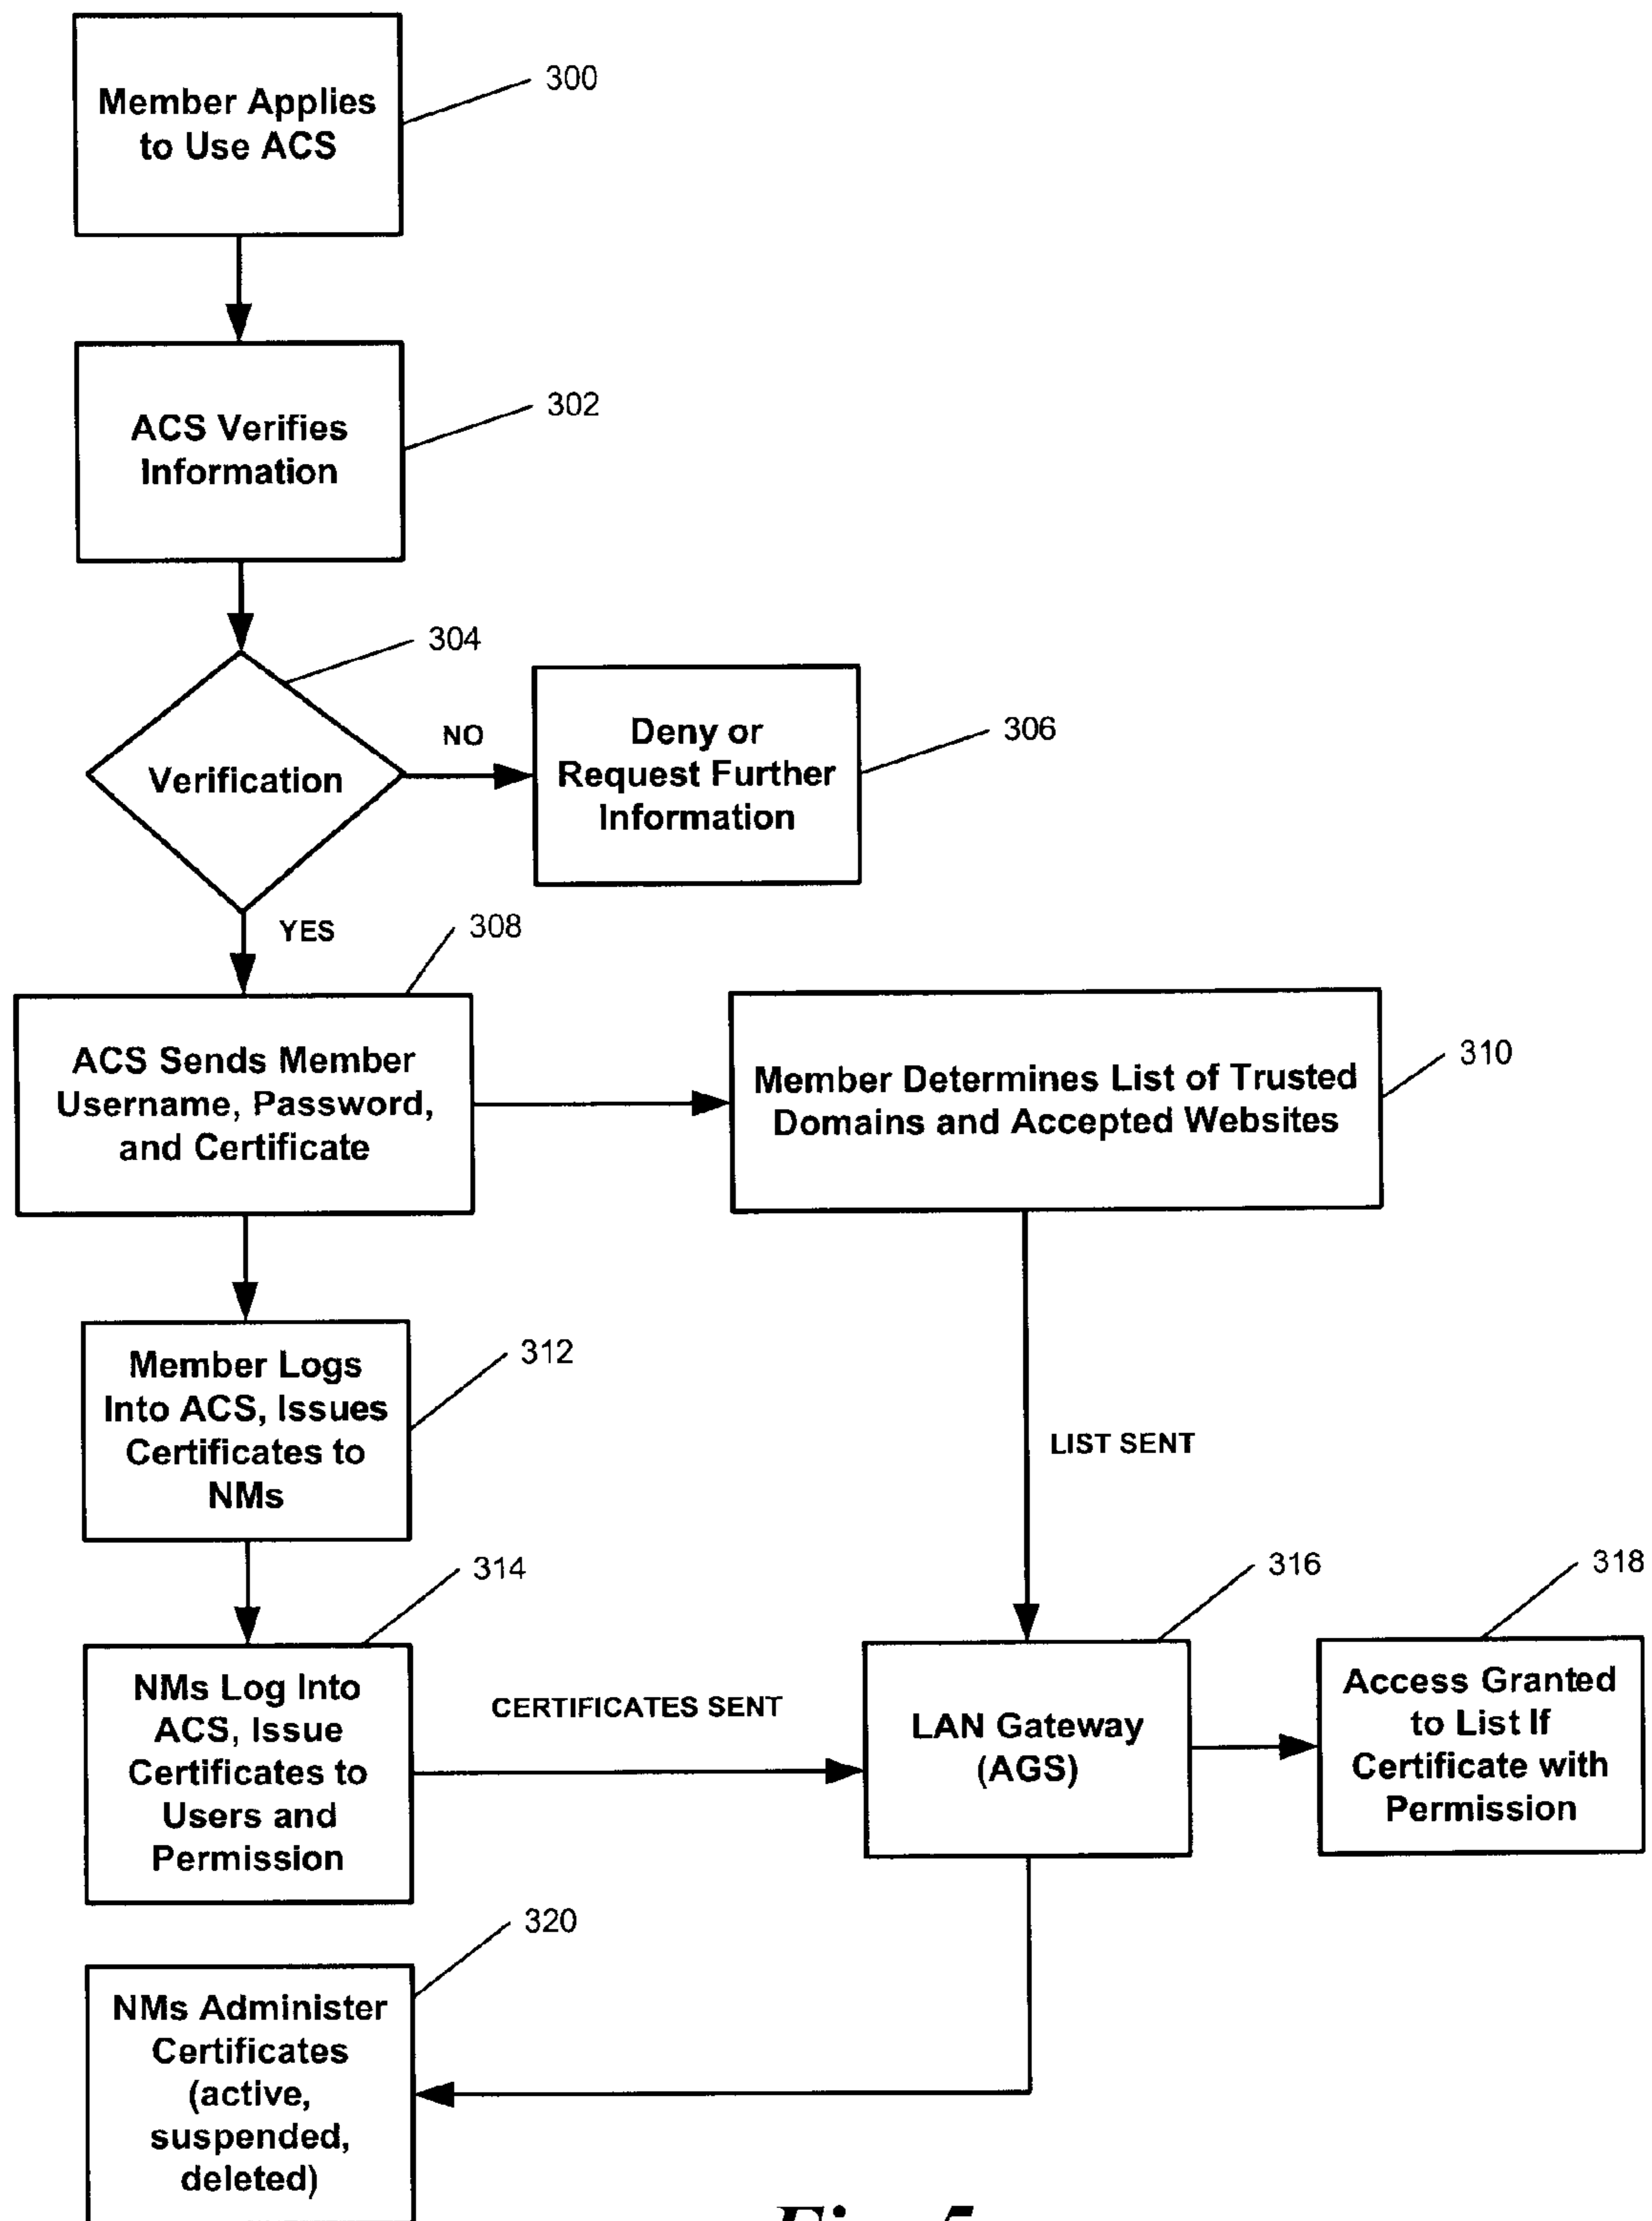 Member Applies
to Use ACS
300
ACS Verifies
Information
302
304
Verification
NO
Deny or
Request Further
Information
306
YES
308
ACS Sends Member
Username, Password,
and Certificate
Member Determines List of Trusted
Domains and Accepted Websites
310
Member Logs
Into ACS, Issues
Certificates to
NMs
312
LIST SENT
314
NMs Log Into
ACS, Issue
Certificates to
Users and
Permission
CERTIFICATES SENT
316
LAN Gateway
(AGS)
318
Access Granted
to List If
Certificate with
Permission
320
NMs Administer
Certificates
(active,
suspended,
deleted)